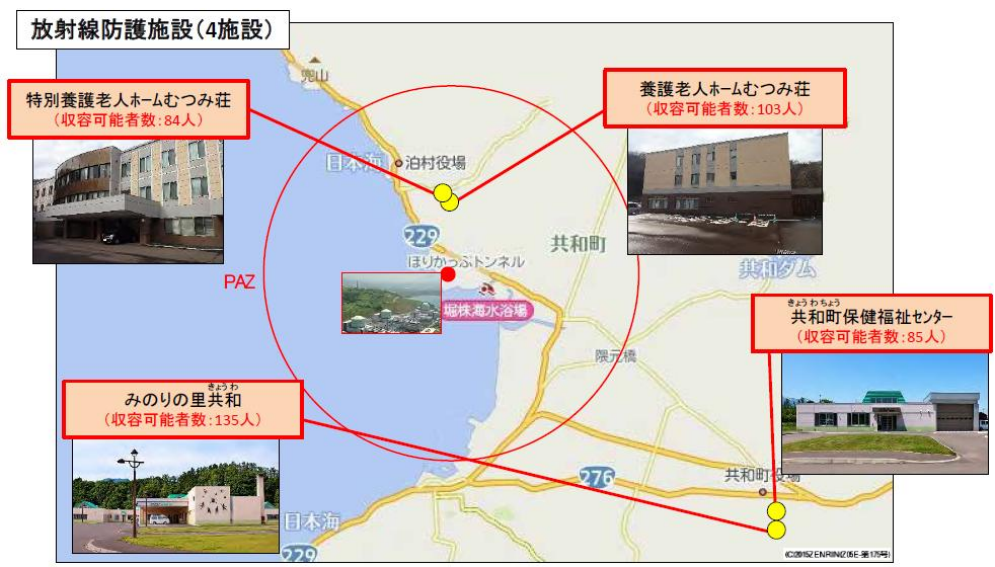 放射線防護施設(4施設)
兜山
特別養護老人ホームむつみ荘
(収容可能者数:84人)
養護老人ホームむつみ荘
(収容可能者数:103人)
日本海
泊村役場
229
共和町
ほりかっぷトンネル
共和ダム
PAZ
堀株海水浴場
きょうわちょう
共和町保健福祉センター
(収容可能者数:85人)
隈元橋
きょうわ
みのりの里共和
(収容可能者数:135人)
276
共和町役場
日本海
229